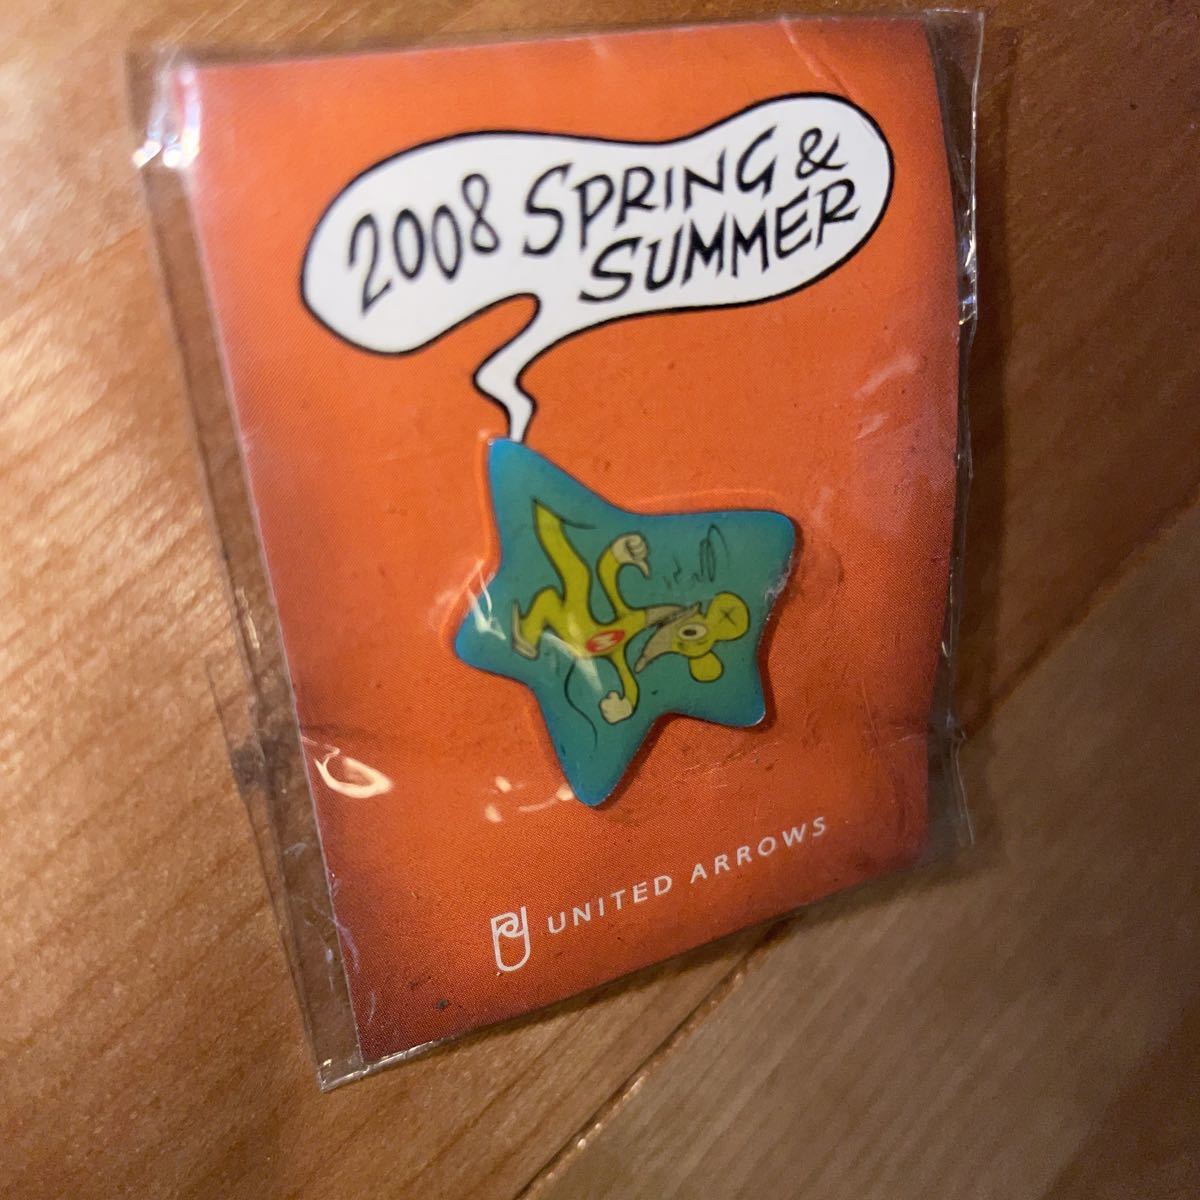 2008 SPRING &
SUMMER
UNITED ARROWS